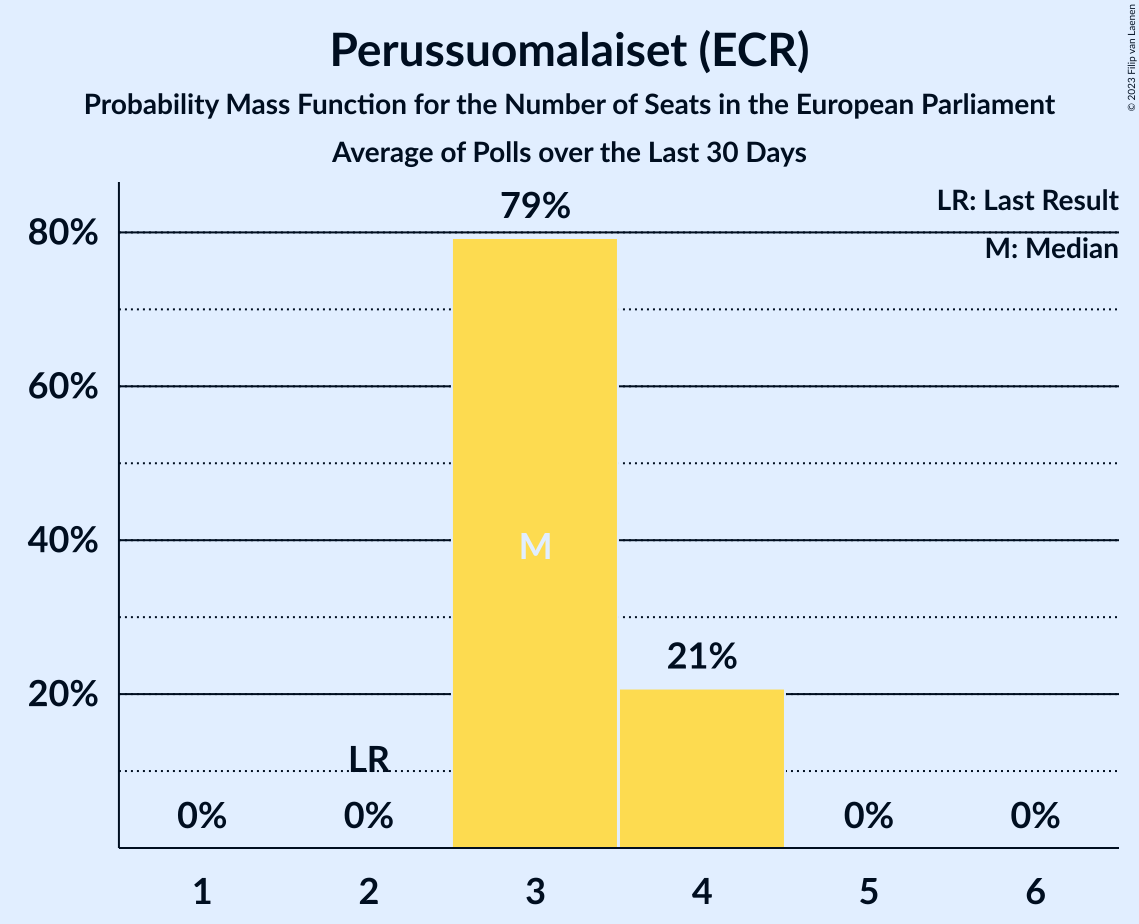 Perussuomalaiset (ECR)
Probability Mass Function for the Number of Seats in the European Parliament
Average of Polls over the Last 30 Days
© 2023 Filip van Laenen
LR: Last Result
M: Median
79%
80%
60%
40%
M
21%
20%
LR
0%
0%
0%
0%
1
2
3
4
5
6